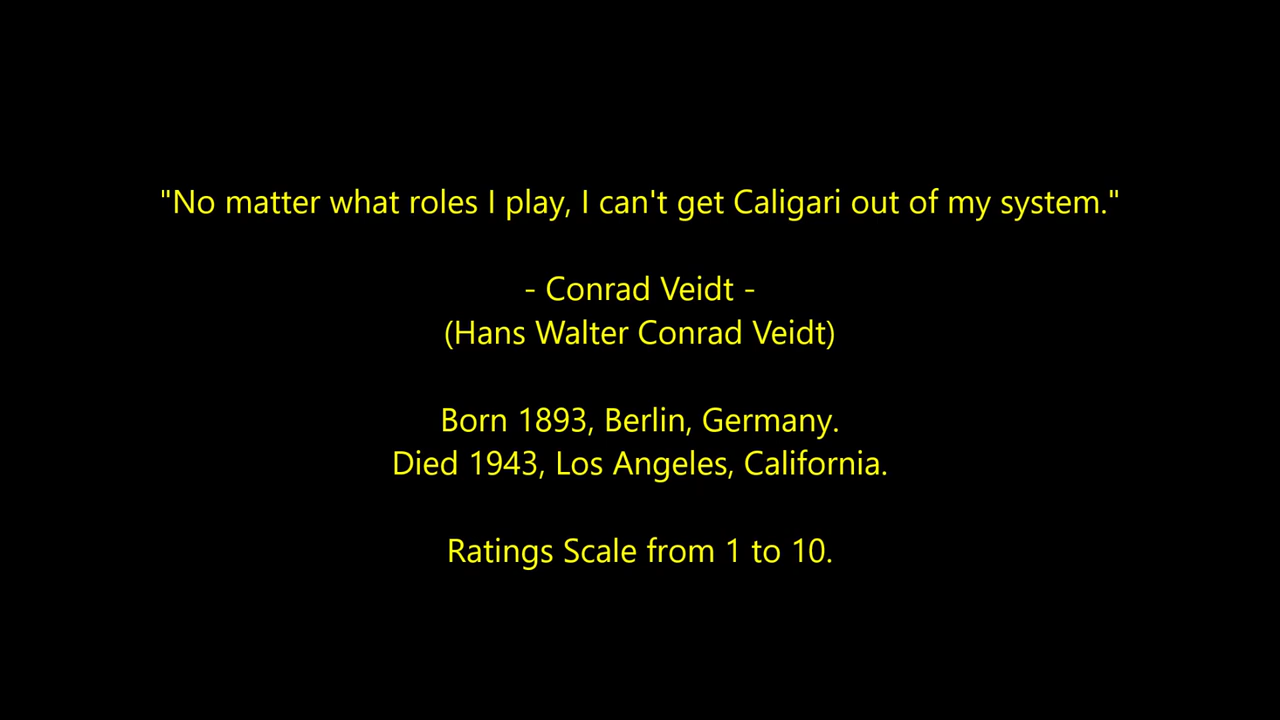 "No matter what roles I play, I can't get Caligari out of my system."
- Conrad Veidt -
(Hans Walter Conrad Veidt)
Born 1893, Berlin, Germany.
Died 1943, Los Angeles, California.
Ratings Scale from 1 to 10.